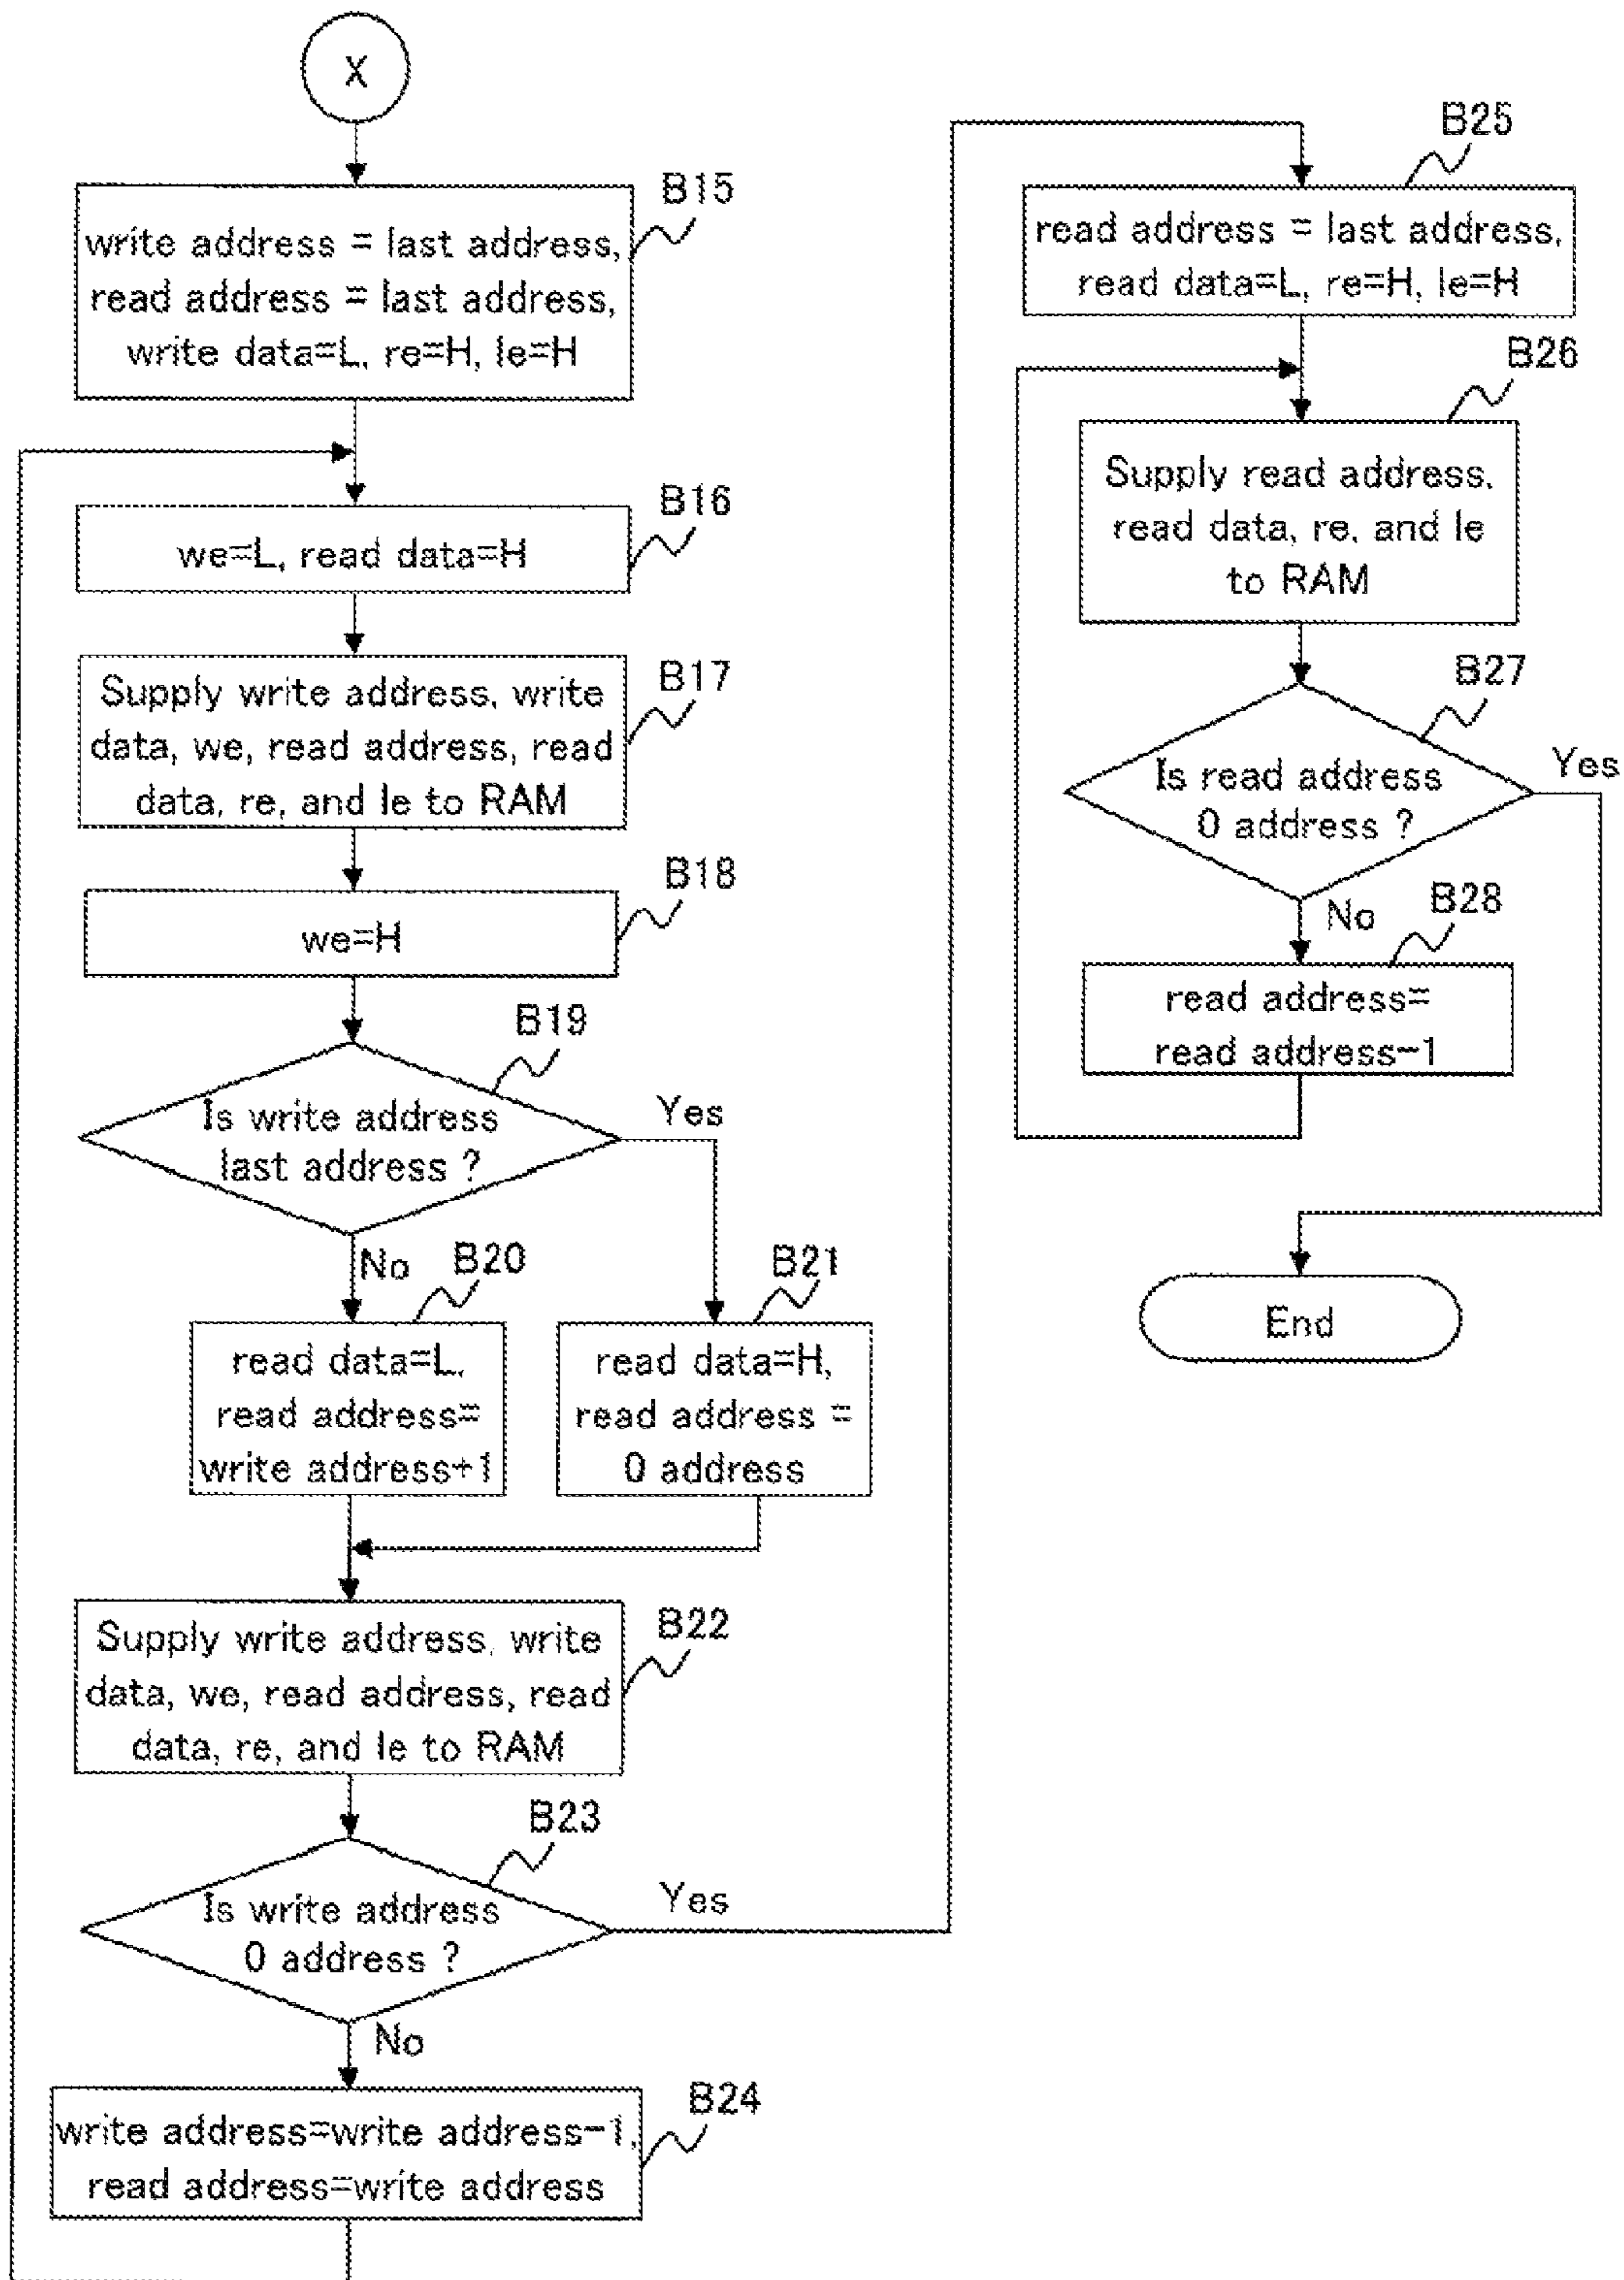 X
B15
write address = last address,
read address = last address,
write data=L, re=H, le=H
B16
we=L, read data=H
B17
Supply write address, write
data, we, read address, read
data, re, and le to RAM
B18
we=H
B19
Is write address
last address ?
Yes
No
B20
read data=L,
read address=
write address+1
B21
read data=H,
read address =
0 address
B22
Supply write address, write
data, we, read address, read
data, re, and le to RAM
B23
Is write address
0 address ?
Yes
No
B24
write address=write address-1,
read address=write address
B25
read address = last address,
read data=L, re=H, le=H
B26
Supply read address,
read data, re, and le
to RAM
B27
Is read address
0 address ?
Yes
No
B28
read address=
read address-1
End